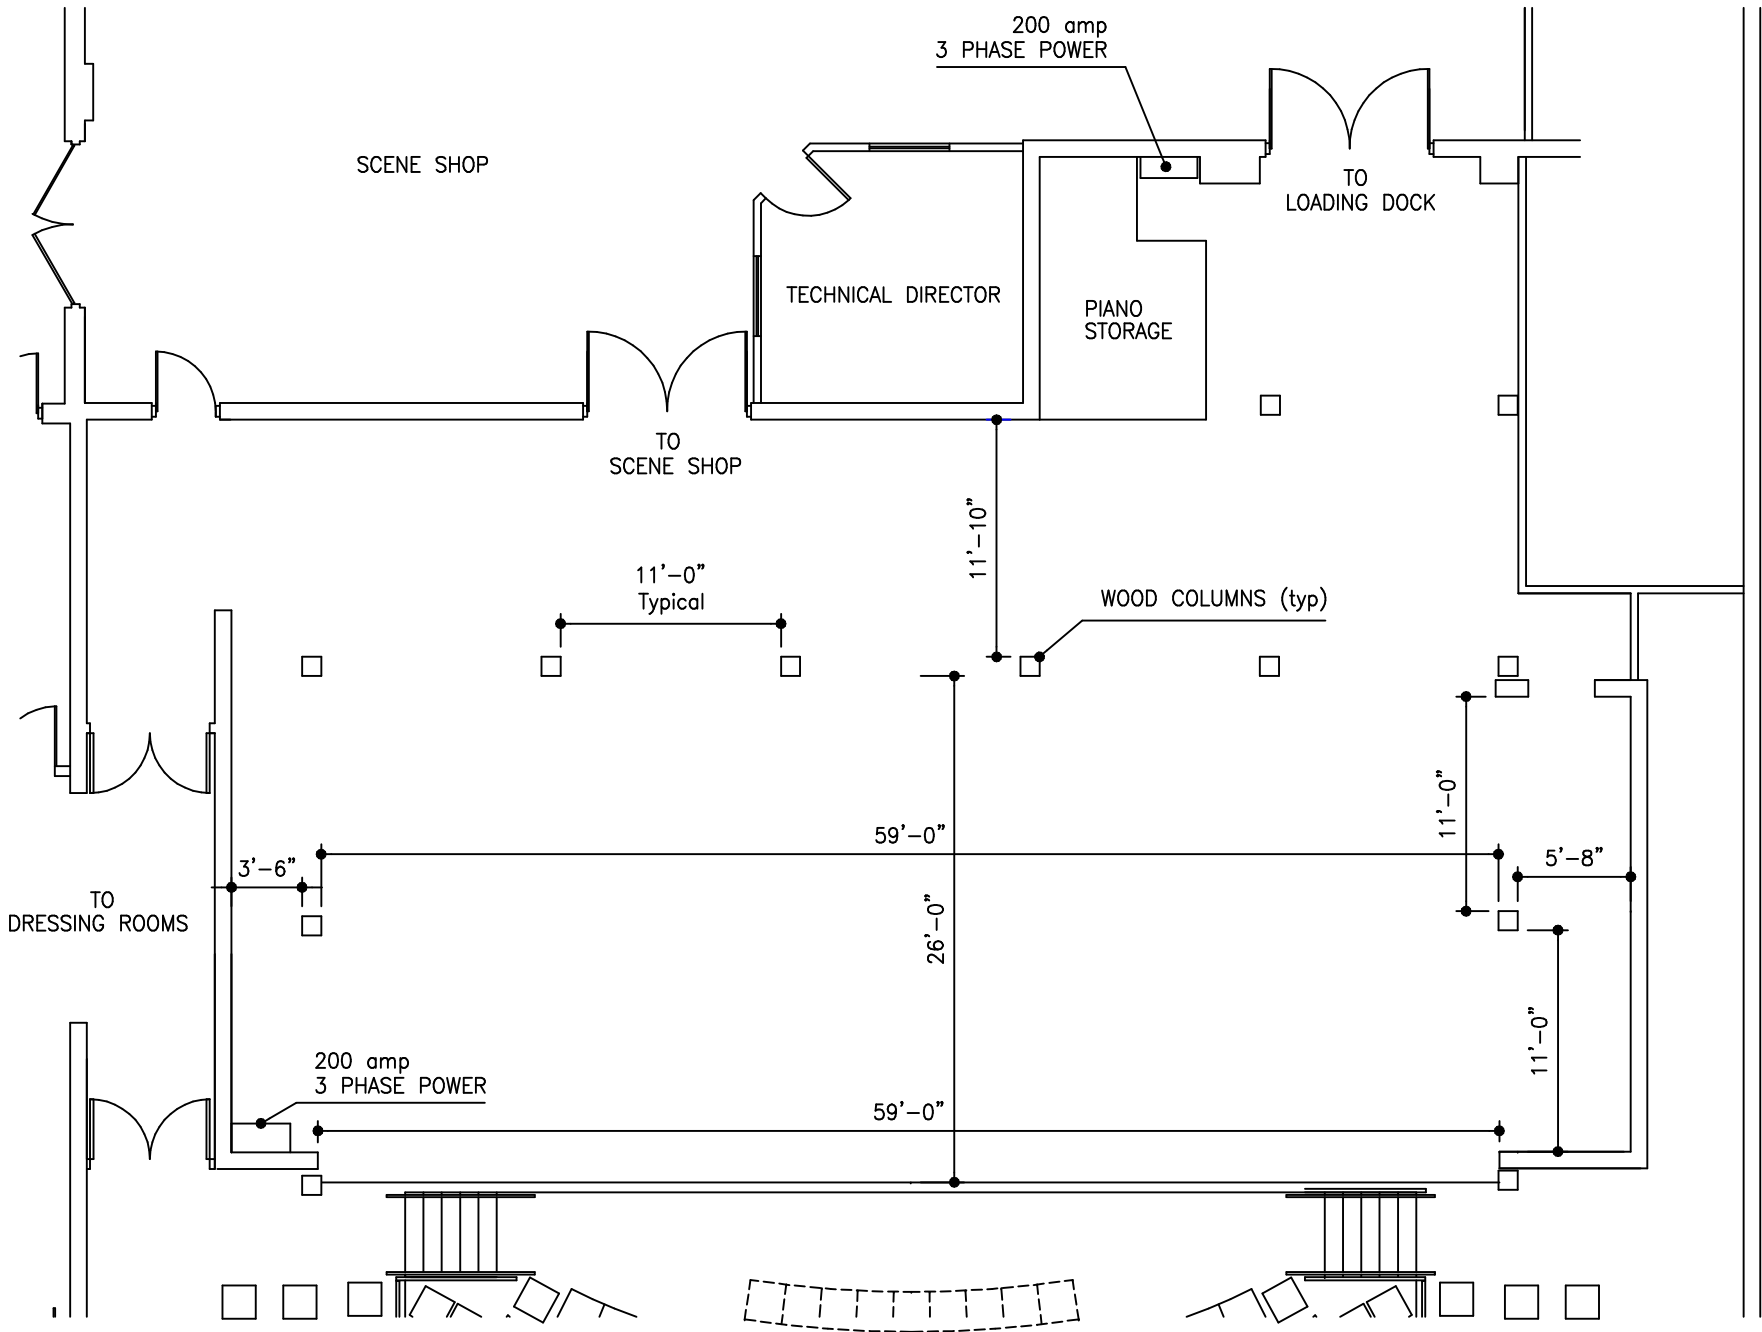 200 amp
3 PHASE POWER
SCENE SHOP
TO
LOADING DOCK
TECHNICAL DIRECTOR
PIANO
STORAGE
TO
SCENE SHOP
11'-10"
11'-0"
Typical
WOOD COLUMNS (typ)
59'-0"
11'-0"
3'-6"
5'-8"
TO
DRESSING ROOMS
26'-0"
11'-0"
200 amp
3 PHASE POWER
59'-0"